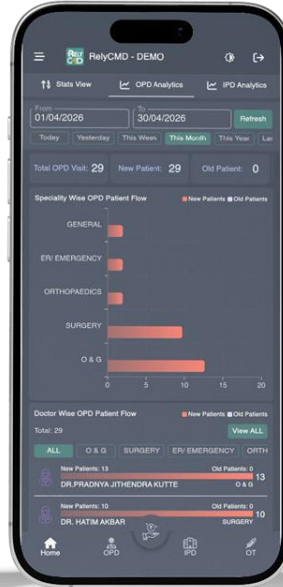 RELY
CMD
RelyCMD - DEMO
Stats View OPD Analytics IPD Analytics
From To
01/04/2026 30/04/2026 Refresh
Today Yesterday This Week This Month This Year
Total OPD Visit: 29 New Patient: 29 Old Patient: 0
Speciality Wise OPD Patient Flow New Patients Old Patients
GENERAL
ER/ EMERGENCY
ORTHOPAEDICS
SURGERY
O & G
0 5 10 15 20
Doctor Wise OPD Patient Flow New Patients Old Patients
Total: 29 View ALL
ALL O & G SURGERY ER/ EMERGENCY ORTH
New Patients: 13 Old Patients: 0
13
DR.PRADNYA JITHENDRA KUTTE O & G
New Patients: 10 Old Patients: 0
10
DR. HATIM AKBAR SURGERY
Home OPD IPD OT